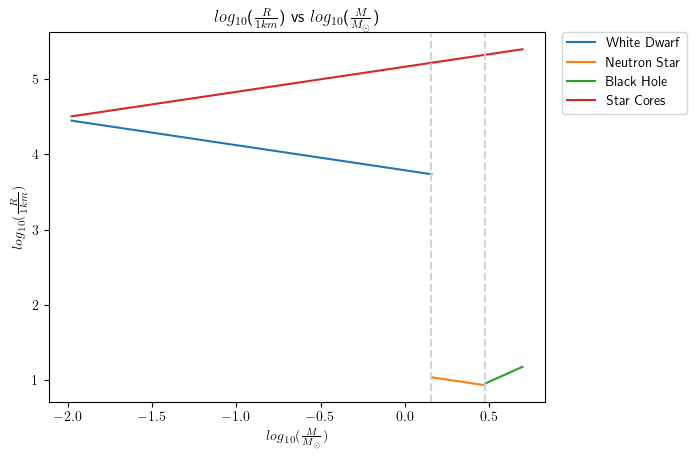 log₁₀(R/1km) vs log₁₀(M/M⊙)
White Dwarf
Neutron Star
Black Hole
Star Cores
log₁₀(R/1km)
5
4
3
2
1
−2.0 −1.5 −1.0 −0.5 0.0 0.5
log₁₀(M/M⊙)